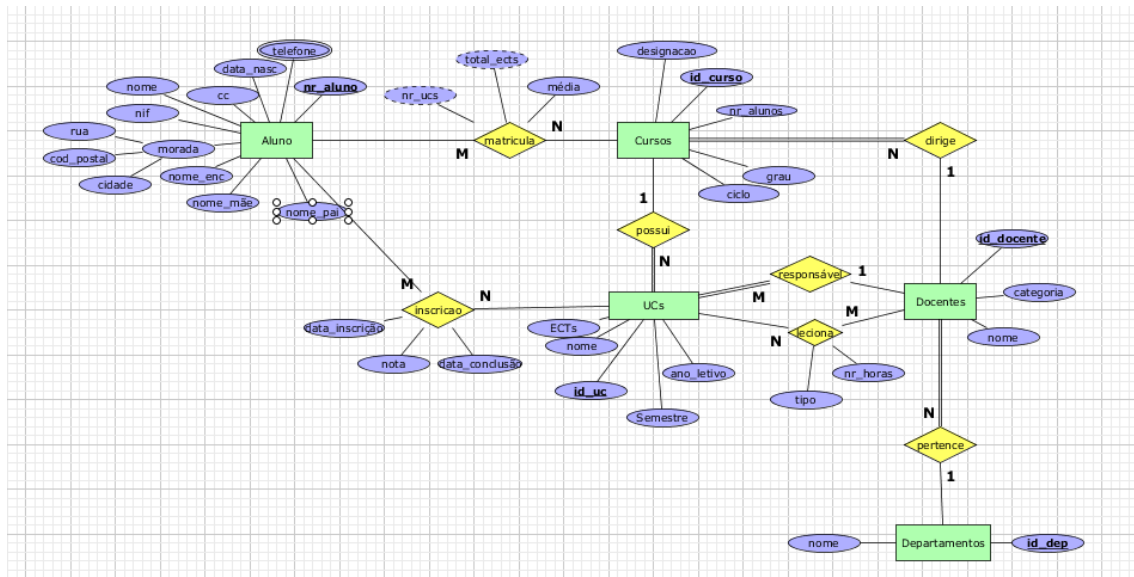 telefone
data_nasc
nome
cc
nr_aluno
nif
rua
Aluno
cod_postal
morada
cidade
nome_enc
nome_mãe
nome_pai
total_ects
nr_ucs
média
matricula
M
N
designacao
id_curso
nr_alunos
Cursos
grau
ciclo
dirige
N
1
1
possui
N
id_docente
responsável
1
M
categoria
Docentes
nome
M
inscricao
N
data_inscrição
nota
data_conclusão
UCs
ECTs
nome
ano_letivo
id_uc
Semestre
M
leciona
N
nr_horas
tipo
N
pertence
1
nome
Departamentos
id_dep